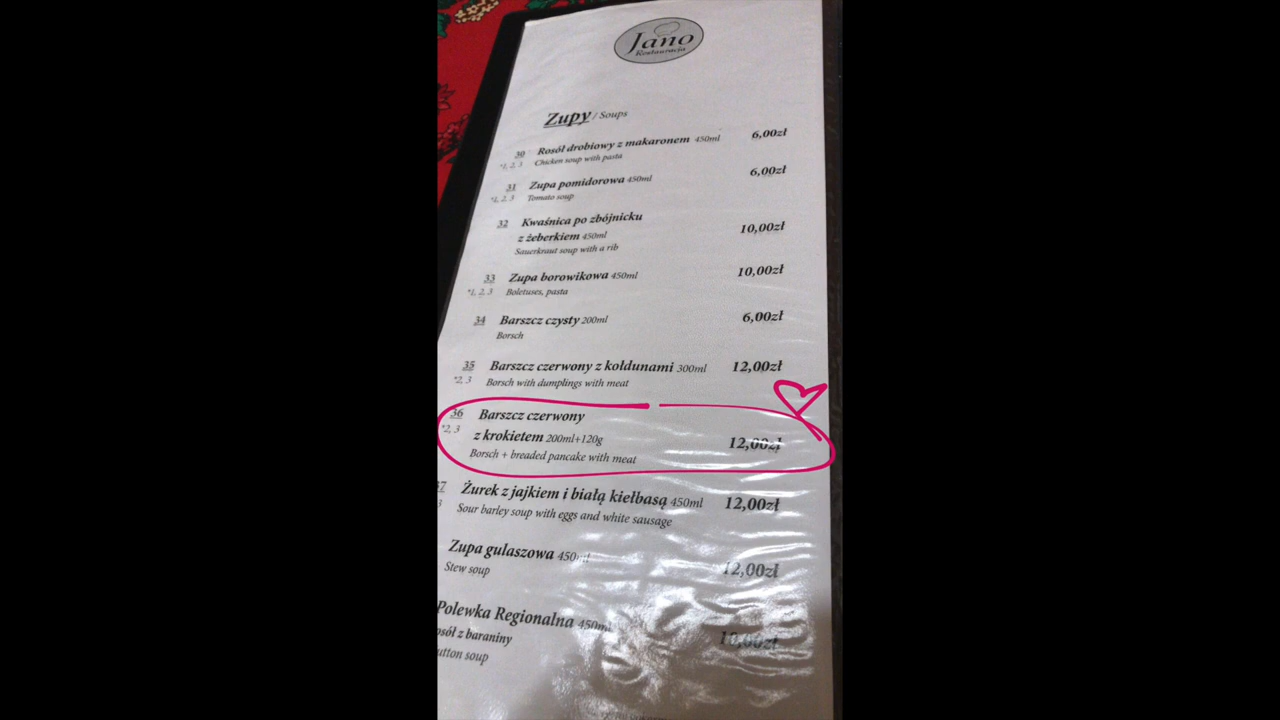 Jano
Restauracja
Zupy / Soups
30 Rosół drobiowy z makaronem 450ml 6,00zł
*1, 2, 3 Chicken soup with pasta
31 Zupa pomidorowa 450ml 6,00zł
*1, 2, 3 Tomato soup
32 Kwaśnica po zbójnicku
z żeberkiem 450ml 10,00zł
Sauerkraut soup with a rib
33 Zupa borowikowa 450ml 10,00zł
*1, 2, 3 Boletuses, pasta
34 Barszcz czysty 200ml 6,00zł
Borsch
35 Barszcz czerwony z kołdunami 300ml 12,00zł
*2, 3 Borsch with dumplings with meat
36 Barszcz czerwony
*2, 3 z krokietem 200ml+120g 12,00zł
Borsch + breaded pancake with meat
37 Żurek z jajkiem i białą kiełbasą 450ml 12,00zł
3 Sour barley soup with eggs and white sausage
Zupa gulaszowa 450ml 12,00zł
Stew soup
Polewka Regionalna 450ml
osół z baraniny
utton soup